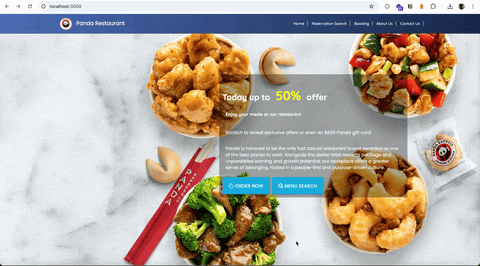 localhost:3000
Panda Restaurant
Home
Reservation Search
Booking
About Us
Contact Us
Today up to 50% offer
Enjoy your meals at our restaurant
Scratch to reveal exclusive offers or even an $888 Panda gift card
Panda is honored to be the only fast casual restaurant brand awarded as one
of the best places to work. Alongside the stellar total rewards package and
unparalleled earning and growth potential, our workplace offers a greater
sense of belonging, rooted in a people-first and purpose-driven culture.
ORDER NOW
MENU SEARCH
PANDA